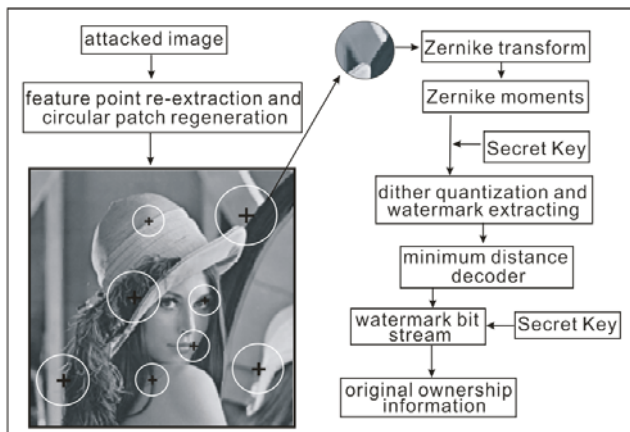 attacked image
feature point re-extraction and
circular patch regeneration
Zernike transform
Zernike moments
Secret Key
dither quantization and
watermark extracting
minimum distance
decoder
watermark bit
stream
Secret Key
original ownership
information